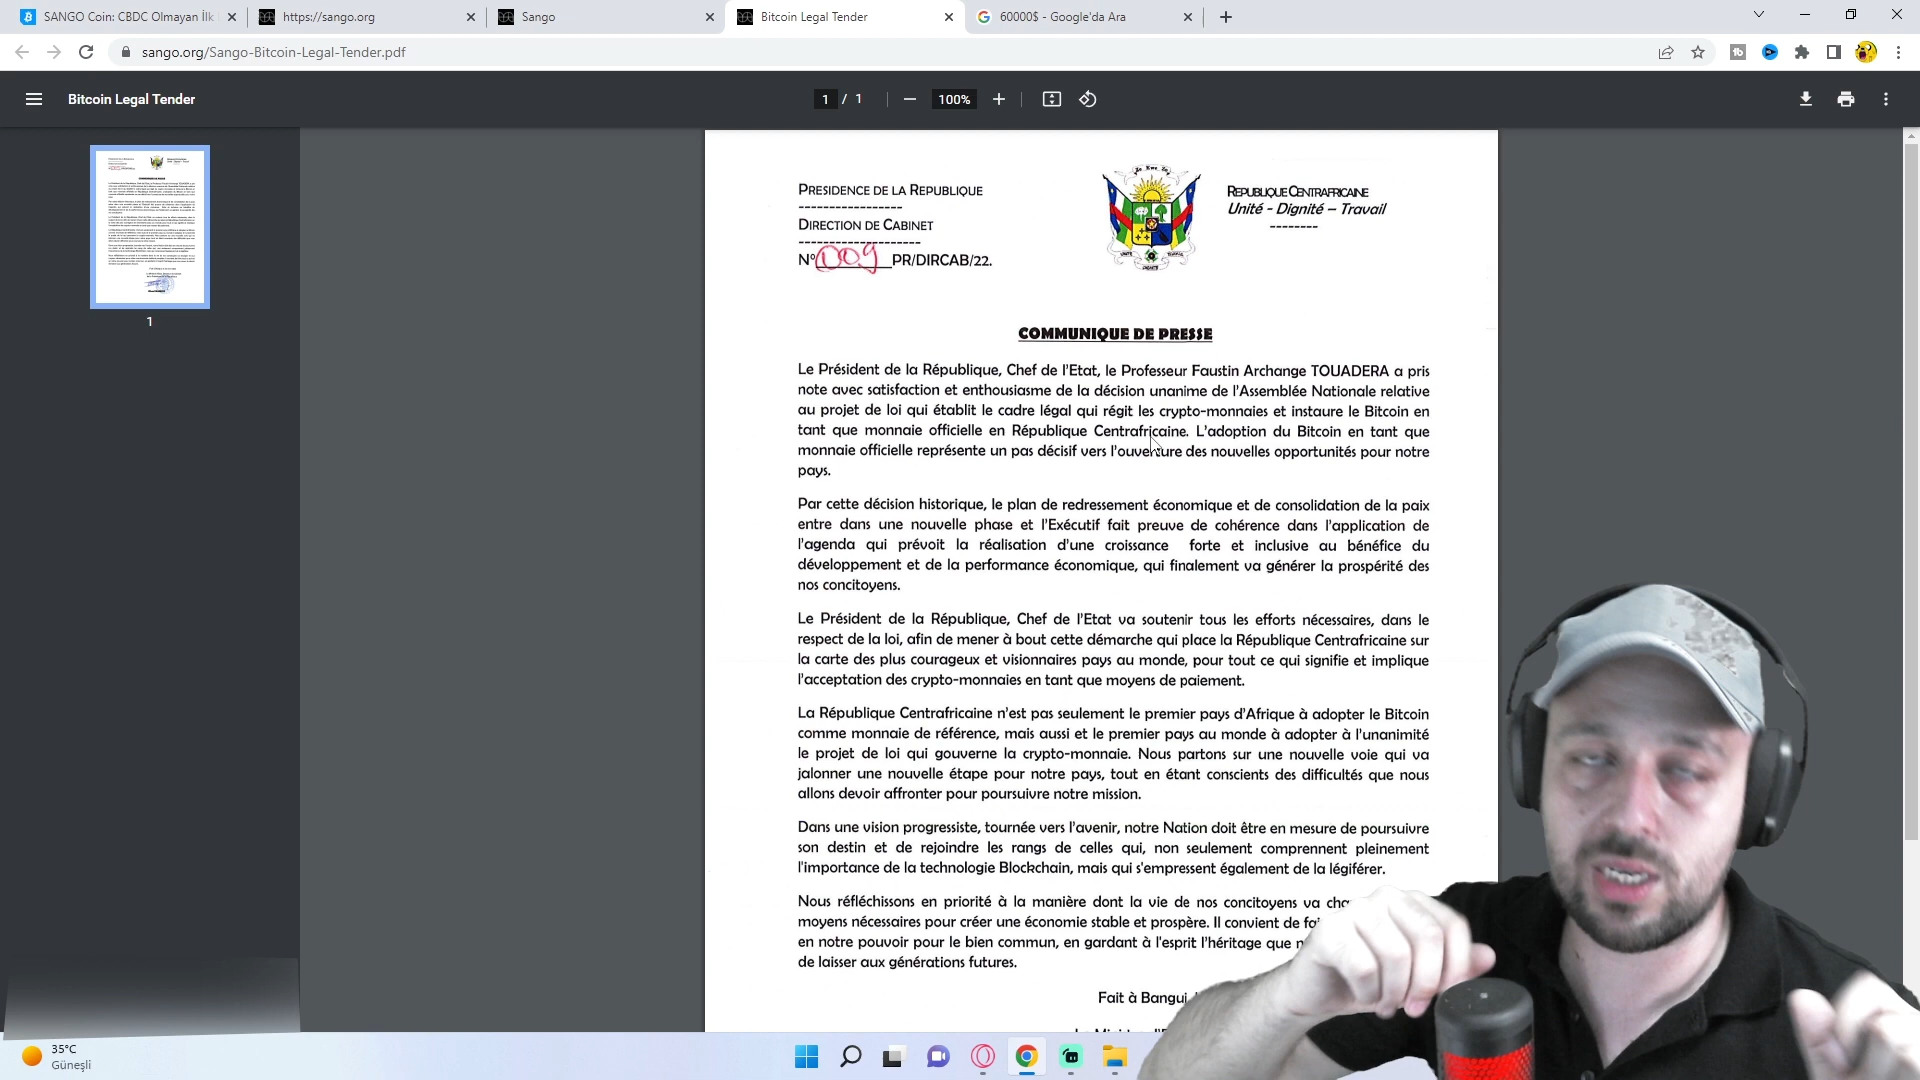 SANGO Coin: CBDC Olmayan İlk
https://sango.org
Sango
Bitcoin Legal Tender
60000$ - Google'da Ara
sango.org/Sango-Bitcoin-Legal-Tender.pdf
Bitcoin Legal Tender
1 / 1
100%
1
PRESIDENCE DE LA REPUBLIQUE
DIRECTION DE CABINET
N° 009 PR/DIRCAB/22.
REPUBLIQUE CENTRAFRICAINE
Unité - Dignité – Travail
COMMUNIQUE DE PRESSE
Le Président de la République, Chef de l'Etat, le Professeur Faustin Archange TOUADERA a pris
note avec satisfaction et enthousiasme de la décision unanime de l'Assemblée Nationale relative
au projet de loi qui établit le cadre légal qui régit les crypto-monnaies et instaure le Bitcoin en
tant que monnaie officielle en République Centrafricaine. L'adoption du Bitcoin en tant que
monnaie officielle représente un pas décisif vers l'ouverture des nouvelles opportunités pour notre
pays.
Par cette décision historique, le plan de redressement économique et de consolidation de la paix
entre dans une nouvelle phase et l'Exécutif fait preuve de cohérence dans l'application de
l'agenda qui prévoit la réalisation d'une croissance forte et inclusive au bénéfice du
développement et de la performance économique, qui finalement va générer la prospérité des
nos concitoyens.
Le Président de la République, Chef de l'Etat va soutenir tous les efforts nécessaires, dans le
respect de la loi, afin de mener à bout cette démarche qui place la République Centrafricaine sur
la carte des plus courageux et visionnaires pays au monde, pour tout ce qui signifie et implique
l'acceptation des crypto-monnaies en tant que moyens de paiement.
La République Centrafricaine n'est pas seulement le premier pays d'Afrique à adopter le Bitcoin
comme monnaie de référence, mais aussi et le premier pays au monde à adopter à l'unanimité
le projet de loi qui gouverne la crypto-monnaie. Nous partons sur une nouvelle voie qui va
jalonner une nouvelle étape pour notre pays, tout en étant conscients des difficultés que nous
allons devoir affronter pour poursuivre notre mission.
Dans une vision progressiste, tournée vers l'avenir, notre Nation doit être en mesure de poursuivre
son destin et de rejoindre les rangs de celles qui, non seulement comprennent pleinement
l'importance de la technologie Blockchain, mais qui s'empressent également de la légiférer.
Nous réfléchissons en priorité à la manière dont la vie de nos concitoyens va
moyens nécessaires pour créer une économie stable et prospère. Il convient de
en notre pouvoir pour le bien commun, en gardant à l'esprit l'héritage que
de laisser aux générations futures.
Fait à Bangui,
35°C
Güneşli